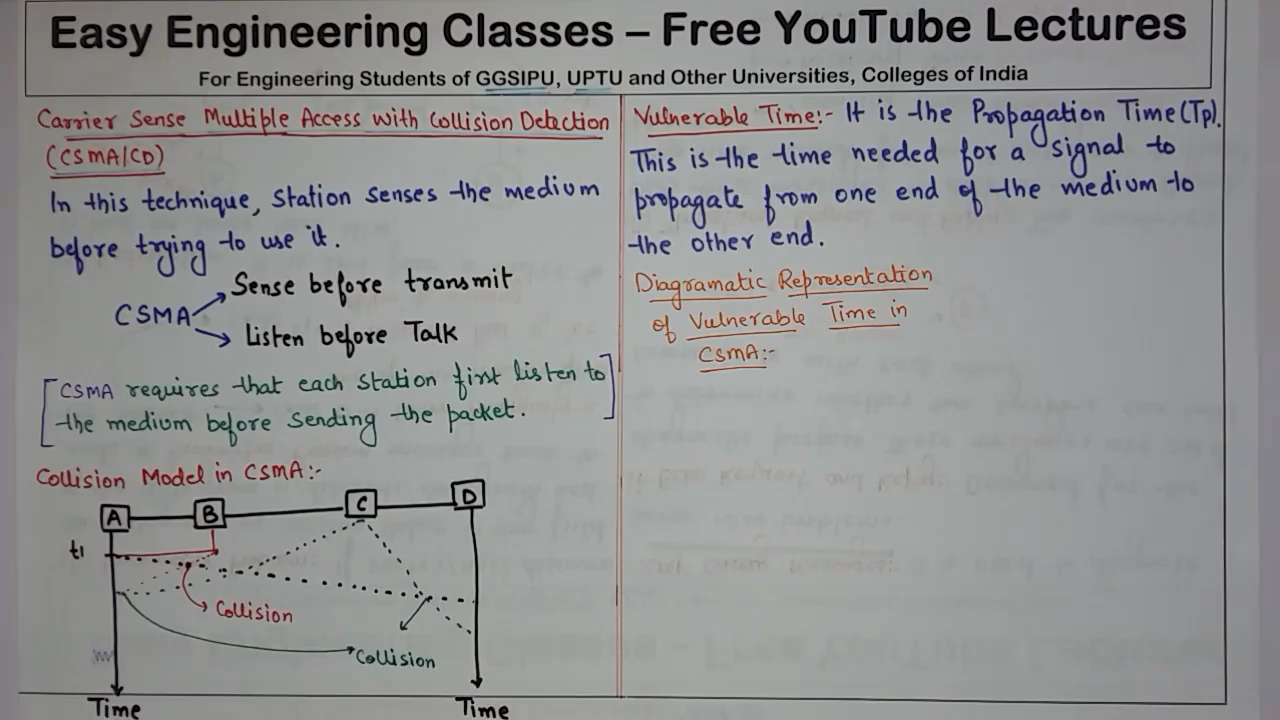 Easy Engineering Classes – Free YouTube Lectures
For Engineering Students of GGSIPU, UPTU and Other Universities, Colleges of India
Carrier Sense Multiple Access with Collision Detection
(CSMA/CD)
In this technique, Station senses the medium
before trying to use it.
Sense before transmit
CSMA
Listen before Talk
[CSMA requires that each Station first listen to
the medium before Sending the packet.]
Collision Model in CSMA:-
A B C D
t1
Collision
Collision
Time Time
Vulnerable Time:- It is the Propagation Time(Tp).
This is the time needed for a signal to
propagate from one end of the medium to
the other end.
Diagramatic Representation
of Vulnerable Time in
CSMA:-